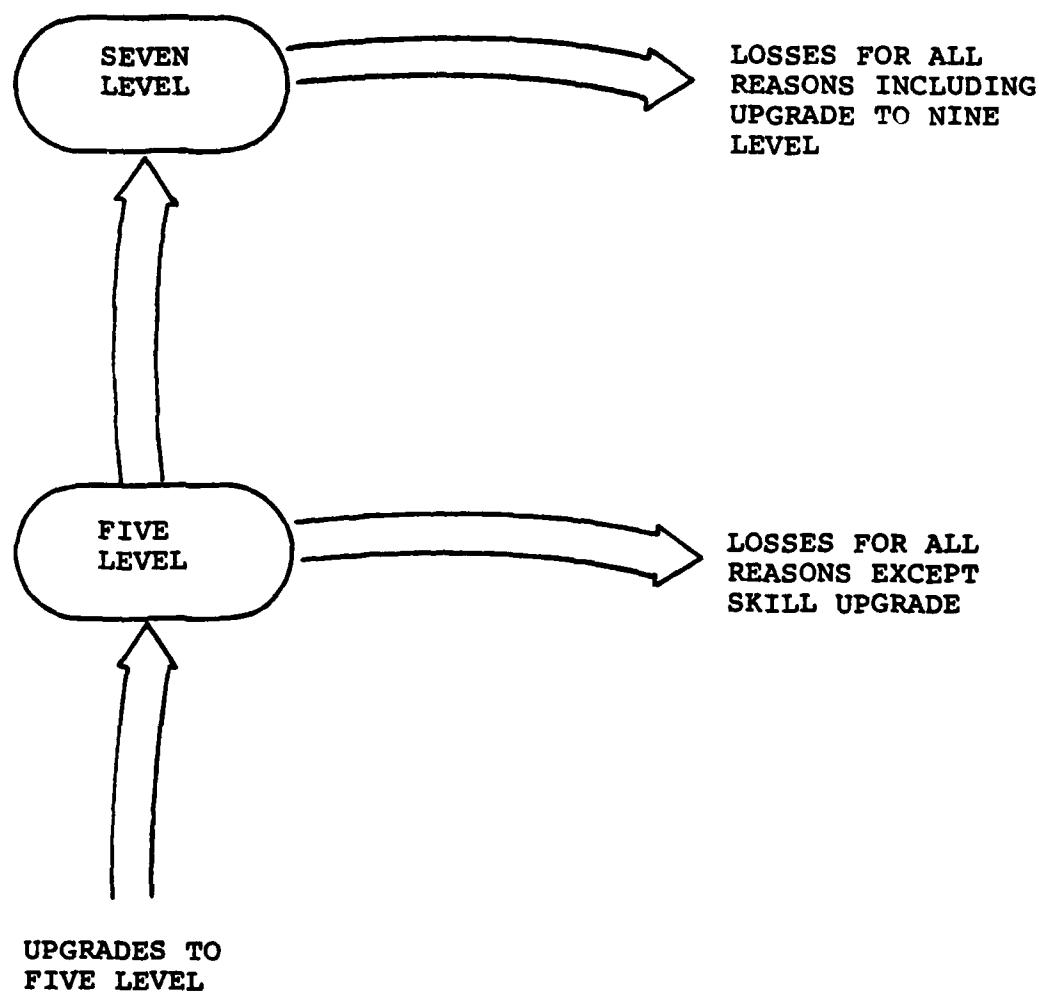 SEVEN
LEVEL
LOSSES FOR ALL
REASONS INCLUDING
UPGRADE TO NINE
LEVEL
FIVE
LEVEL
LOSSES FOR ALL
REASONS EXCEPT
SKILL UPGRADE
UPGRADES TO
FIVE LEVEL